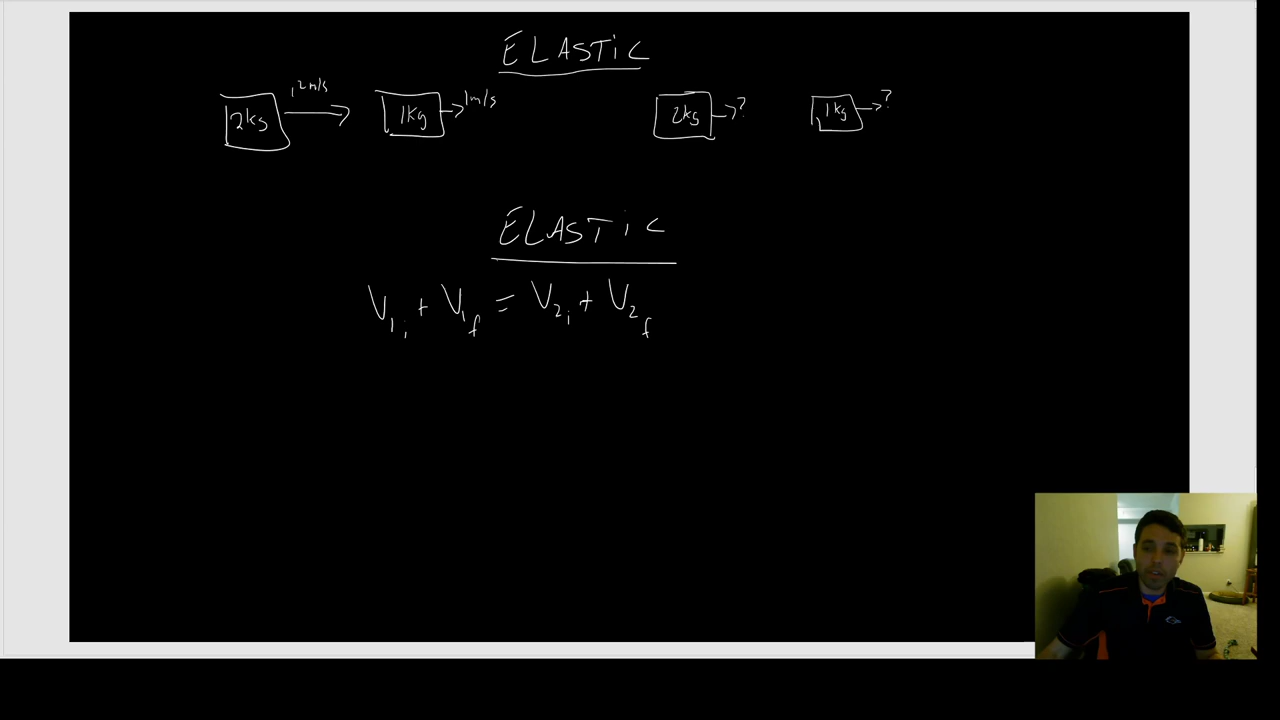 ELASTIC
2kg 2m/s 1kg 1m/s 2kg ? 1kg ?
ELASTIC
V₁ᵢ + V₁f = V₂ᵢ + V₂f